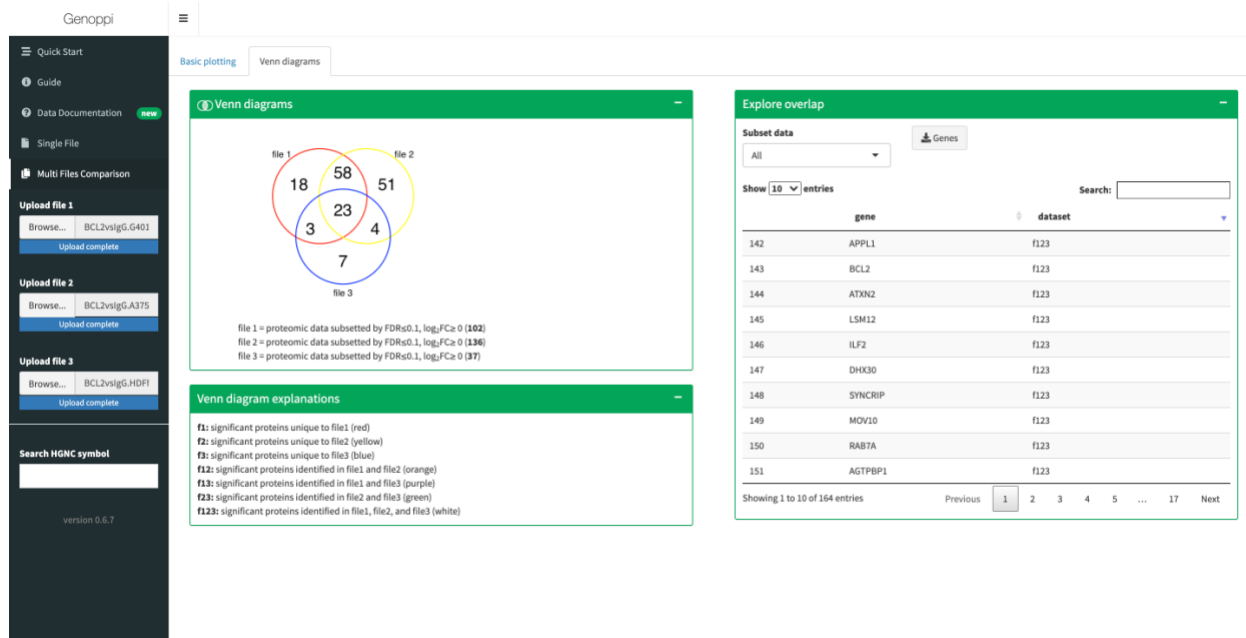 Genoppi
Quick Start
Guide
Data Documentation new
Single File
Multi Files Comparison
Upload file 1
Browse... BCL2vsIgG.G401
Upload complete
Upload file 2
Browse... BCL2vsIgG.A375
Upload complete
Upload file 3
Browse... BCL2vsIgG.HDFf
Upload complete
Search HGNC symbol
version 0.6.7
Basic plotting Venn diagrams
Venn diagrams
file 1 file 2
18 58 51
23
3 4
7
file 3
file 1 = proteomic data subsetted by FDR≤0.1, log₂FC≥ 0 (102)
file 2 = proteomic data subsetted by FDR≤0.1, log₂FC≥ 0 (136)
file 3 = proteomic data subsetted by FDR≤0.1, log₂FC≥ 0 (37)
Venn diagram explanations
f1: significant proteins unique to file1 (red)
f2: significant proteins unique to file2 (yellow)
f3: significant proteins unique to file3 (blue)
f12: significant proteins identified in file1 and file2 (orange)
f13: significant proteins identified in file1 and file3 (purple)
f23: significant proteins identified in file2 and file3 (green)
f123: significant proteins identified in file1, file2, and file3 (white)
Explore overlap
Subset data
All
Genes
Show 10 entries Search:
gene dataset
142 APPL1 f123
143 BCL2 f123
144 ATXN2 f123
145 LSM12 f123
146 ILF2 f123
147 DHX30 f123
148 SYNCRIP f123
149 MOV10 f123
150 RAB7A f123
151 AGTPBP1 f123
Showing 1 to 10 of 164 entries Previous 1 2 3 4 5 ... 17 Next